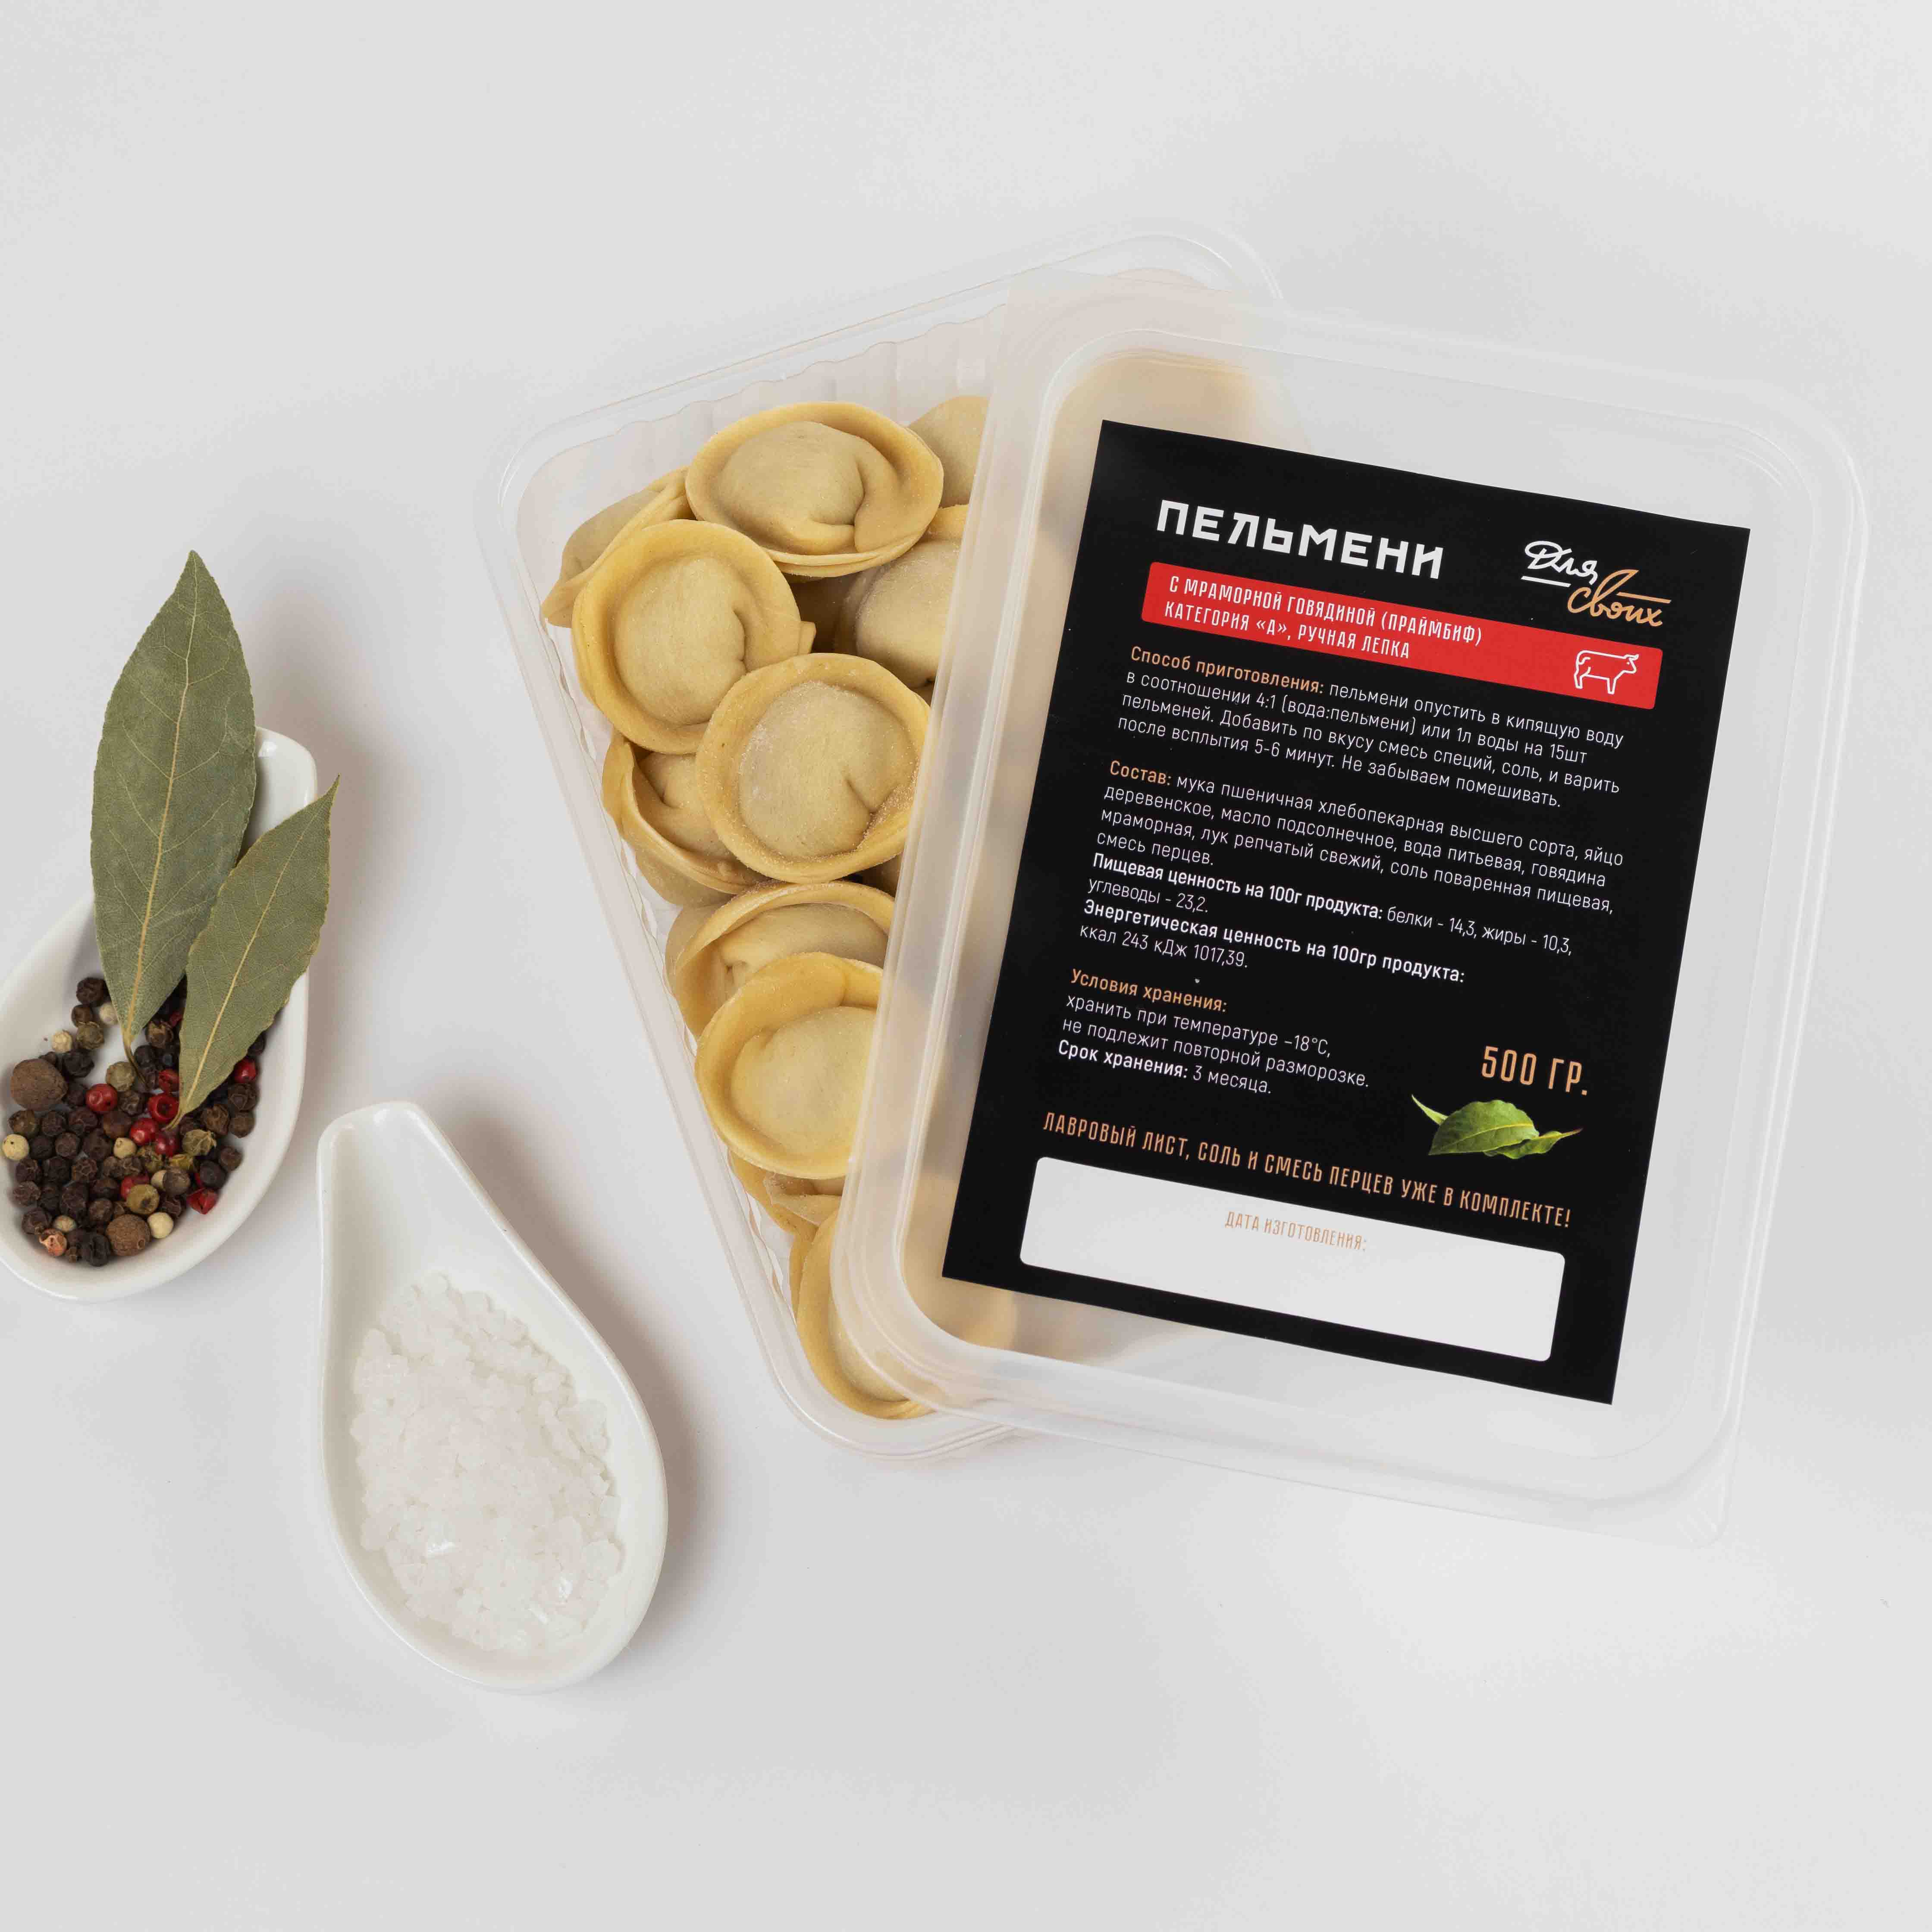 ПЕЛЬМЕНИ
Для
Своих
С МРАМОРНОЙ ГОВЯДИНОЙ (ПРАЙМБИФ)
КАТЕГОРИЯ «А», РУЧНАЯ ЛЕПКА
Способ приготовления: пельмени опустить в кипящую воду
в соотношении 4:1 (вода:пельмени) или 1л воды на 15шт
пельменей. Добавить по вкусу смесь специй, соль, и варить
после всплытия 5-6 минут. Не забываем помешивать.
Состав: мука пшеничная хлебопекарная высшего сорта, яйцо
деревенское, масло подсолнечное, вода питьевая, говядина
мраморная, лук репчатый свежий, соль поваренная пищевая,
смесь перцев.
Пищевая ценность на 100г продукта: белки - 14,3, жиры - 10,3,
углеводы - 23,2.
Энергетическая ценность на 100гр продукта:
ккал 243 кДж 1017,39.
Условия хранения:
хранить при температуре -18°C,
не подлежит повторной разморозке.
Срок хранения: 3 месяца.
500 ГР.
ЛАВРОВЫЙ ЛИСТ, СОЛЬ И СМЕСЬ ПЕРЦЕВ УЖЕ В КОМПЛЕКТЕ!
ДАТА ИЗГОТОВЛЕНИЯ: